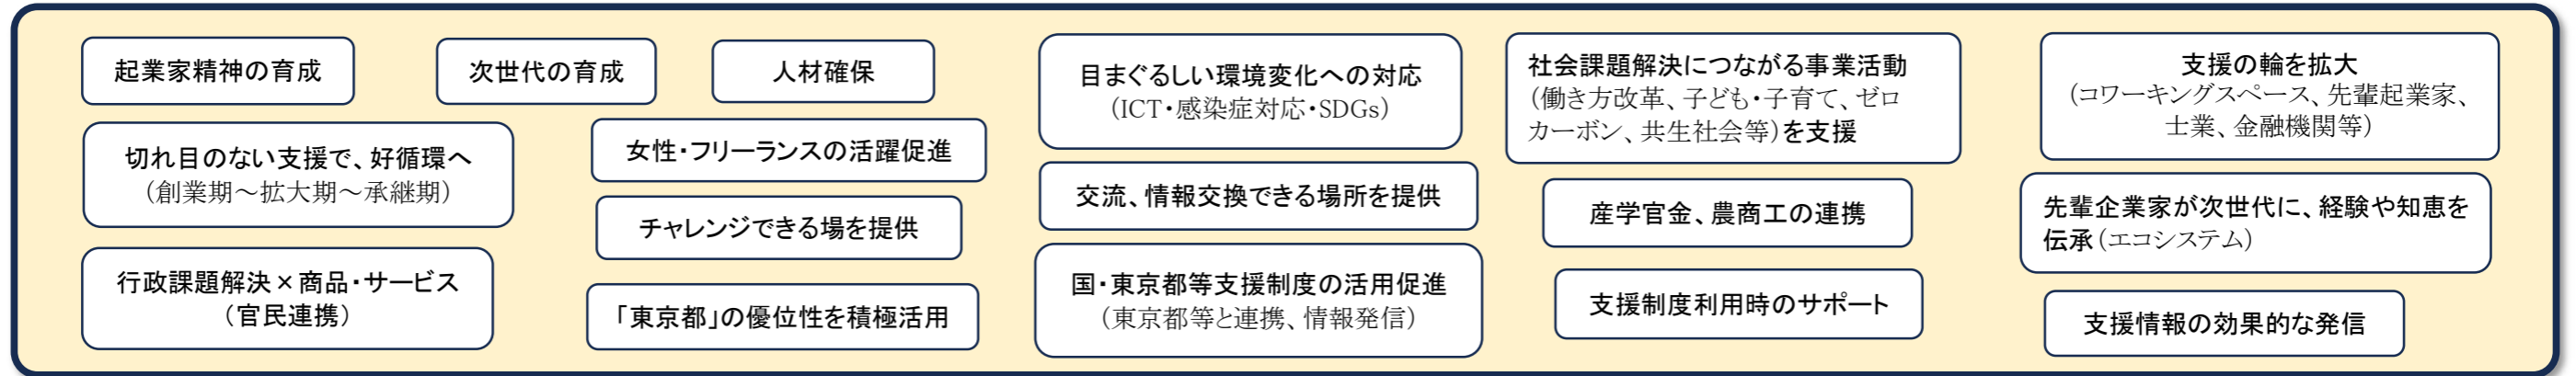 起業家精神の育成
次世代の育成
人材確保
切れ目のない支援で、好循環へ
（創業期～拡大期～承継期）
女性・フリーランスの活躍促進
チャレンジできる場を提供
行政課題解決×商品・サービス
（官民連携）
「東京都」の優位性を積極活用
目まぐるしい環境変化への対応
（ICT・感染症対応・SDGs）
交流、情報交換できる場所を提供
国・東京都等支援制度の活用促進
（東京都等と連携、情報発信）
社会課題解決につながる事業活動
（働き方改革、子ども・子育て、ゼロ
カーボン、共生社会等）を支援
産学官金、農商工の連携
支援制度利用時のサポート
支援の輪を拡大
（コワーキングスペース、先輩起業家、
士業、金融機関等）
先輩企業家が次世代に、経験や知恵を
伝承（エコシステム）
支援情報の効果的な発信